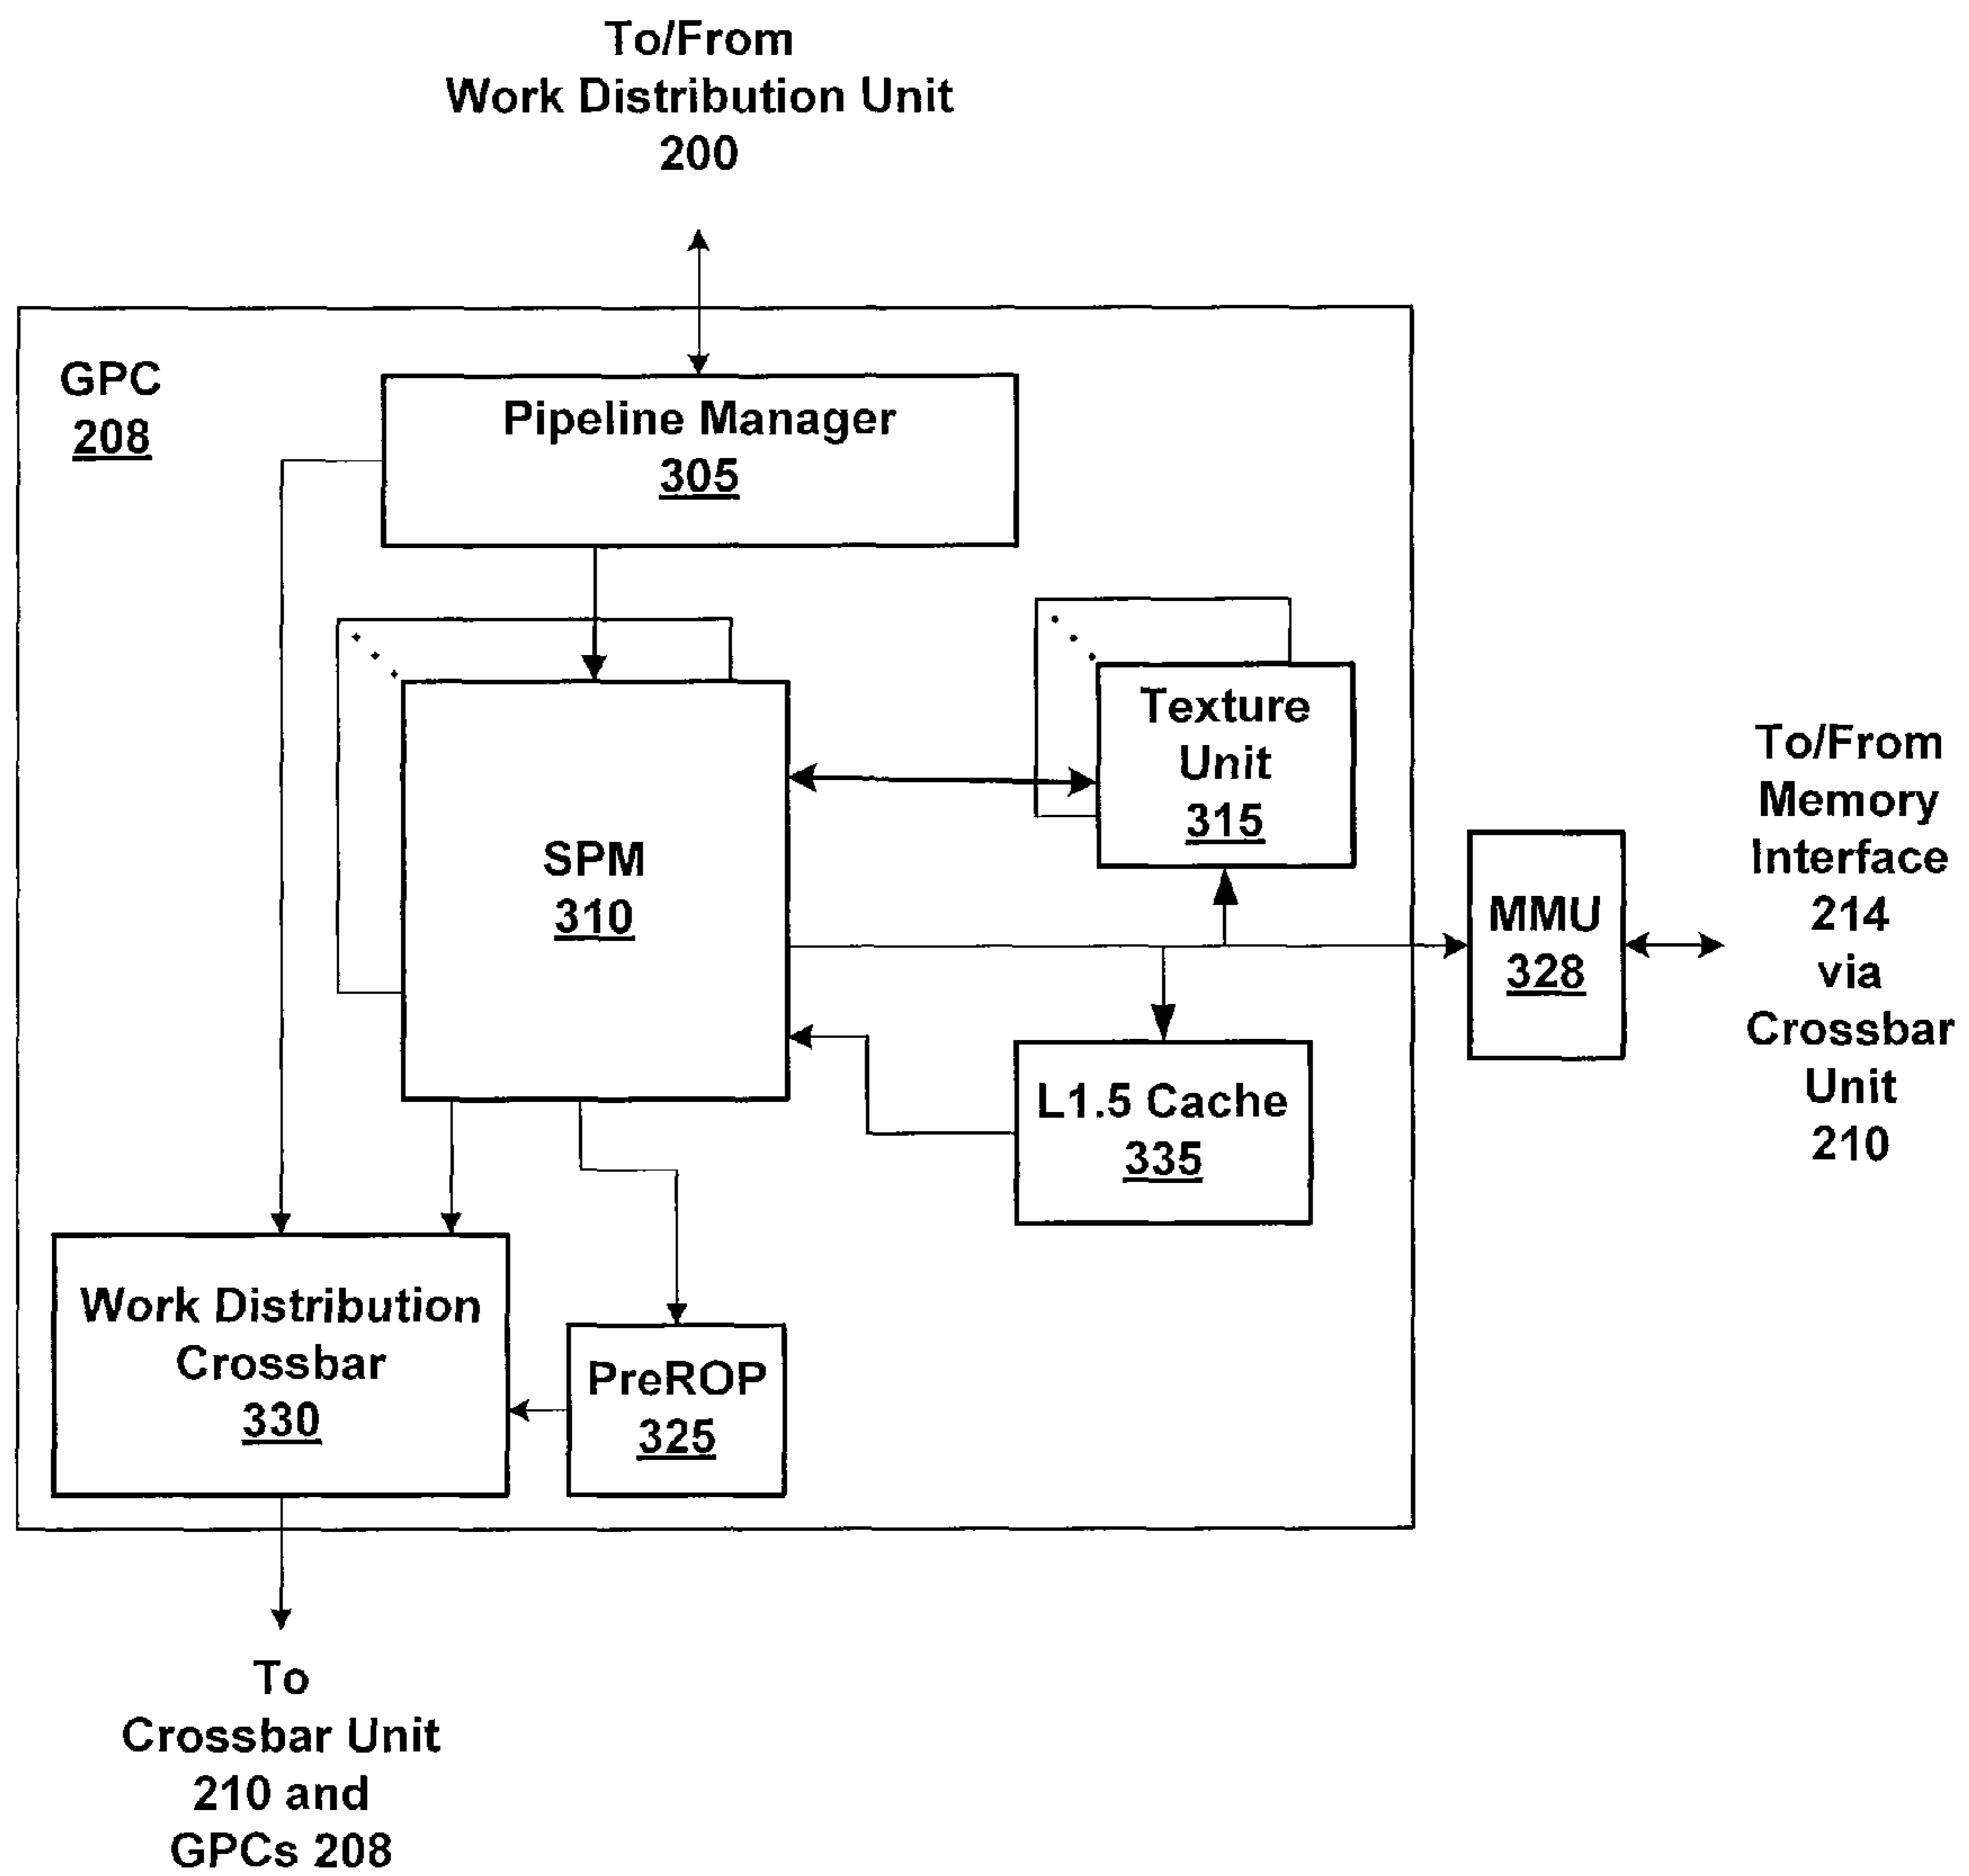 To/From
Work Distribution Unit
200
GPC
208
Pipeline Manager
305
Texture
Unit
315
SPM
310
To/From
Memory
Interface
214
via
Crossbar
Unit
210
MMU
328
L1.5 Cache
335
Work Distribution
Crossbar
330
PreROP
325
To
Crossbar Unit
210 and
GPCs 208